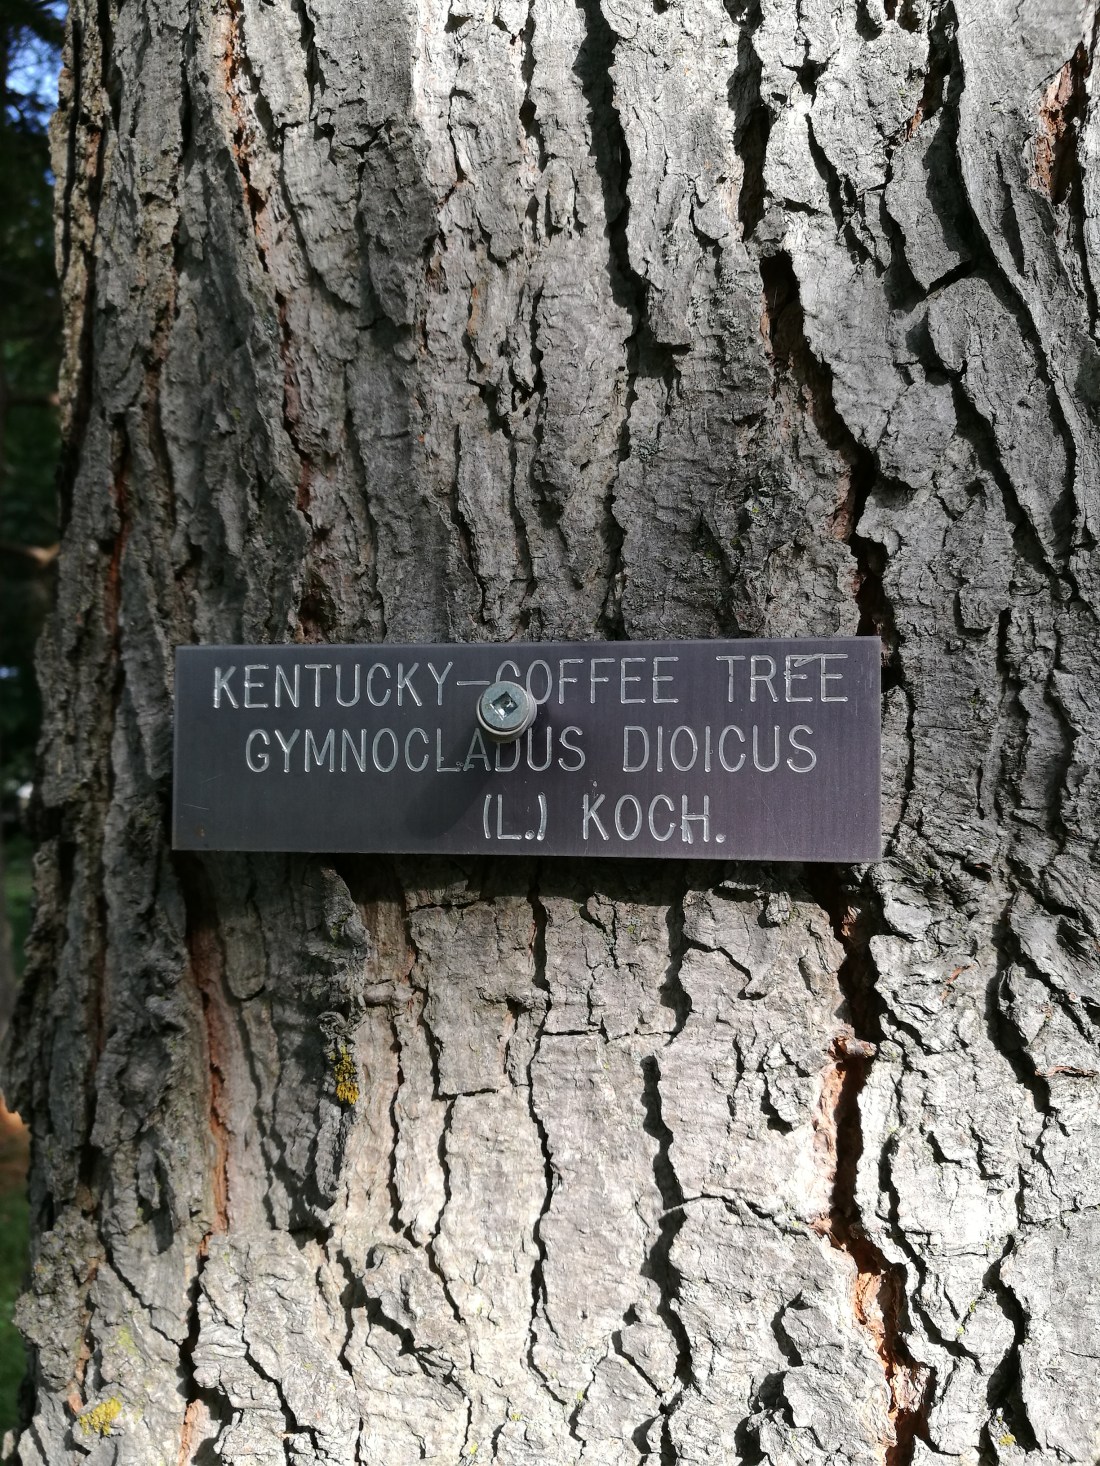 KENTUCKY-COFFEE TREE
GYMNOCLADUS DIOICUS
(L.) KOCH.